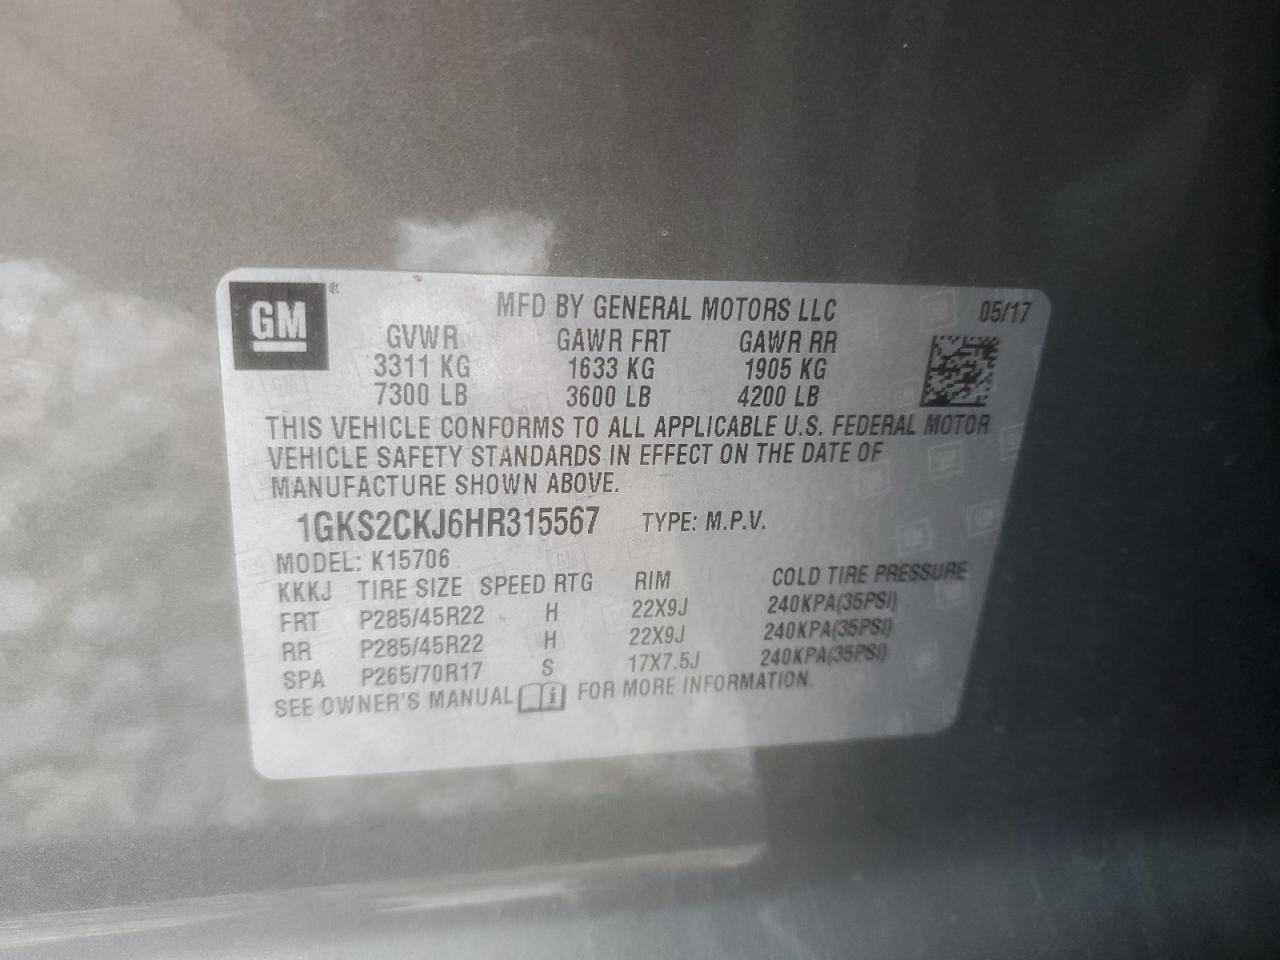 GM ®
MFD BY GENERAL MOTORS LLC 05/17
GVWR GAWR FRT GAWR RR
3311 KG 1633 KG 1905 KG
7300 LB 3600 LB 4200 LB
THIS VEHICLE CONFORMS TO ALL APPLICABLE U.S. FEDERAL MOTOR
VEHICLE SAFETY STANDARDS IN EFFECT ON THE DATE OF
MANUFACTURE SHOWN ABOVE.
1GKS2CKJ6HR315567 TYPE: M.P.V.
MODEL: K15706
KKKJ TIRE SIZE SPEED RTG RIM COLD TIRE PRESSURE
FRT P285/45R22 H 22X9J 240KPA(35PSI)
RR P285/45R22 H 22X9J 240KPA(35PSI)
SPA P265/70R17 S 17X7.5J 240KPA(35PSI)
SEE OWNER'S MANUAL i FOR MORE INFORMATION.